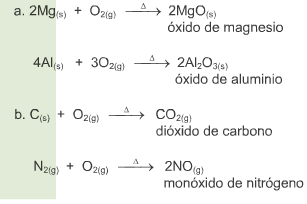 a. 2Mg(s) + O2(g) —Δ→ 2MgO(s)
óxido de magnesio
4Al(s) + 3O2(g) —Δ→ 2Al2O3(s)
óxido de aluminio
b. C(s) + O2(g) —Δ→ CO2(g)
dióxido de carbono
N2(g) + O2(g) —Δ→ 2NO(g)
monóxido de nitrógeno